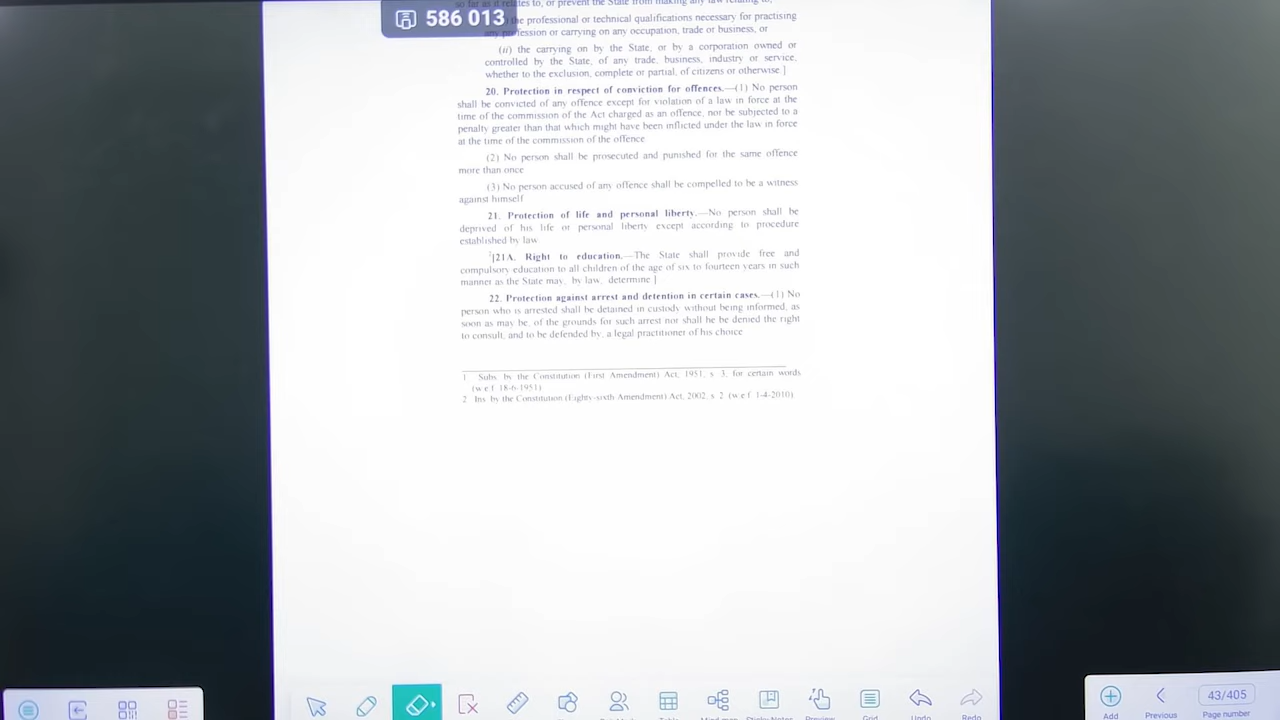 so far as it relates to, or prevent the State from making any law relating to,
586 013
the professional or technical qualifications necessary for practising
any profession or carrying on any occupation, trade or business, or
(ii) the carrying on by the State, or by a corporation owned or
controlled by the State, of any trade, business, industry or service,
whether to the exclusion, complete or partial, of citizens or otherwise ]
20. Protection in respect of conviction for offences.—(1) No person
shall be convicted of any offence except for violation of a law in force at the
time of the commission of the Act charged as an offence, nor be subjected to a
penalty greater than that which might have been inflicted under the law in force
at the time of the commission of the offence
(2) No person shall be prosecuted and punished for the same offence
more than once
(3) No person accused of any offence shall be compelled to be a witness
against himself
21. Protection of life and personal liberty.—No person shall be
deprived of his life or personal liberty except according to procedure
established by law
[21A. Right to education.—The State shall provide free and
compulsory education to all children of the age of six to fourteen years in such
manner as the State may, by law, determine ]
22. Protection against arrest and detention in certain cases.—(1) No
person who is arrested shall be detained in custody without being informed, as
soon as may be, of the grounds for such arrest nor shall he be denied the right
to consult, and to be defended by, a legal practitioner of his choice
1 Subs. by the Constitution (First Amendment) Act, 1951, s 3, for certain words
(w e f 18-6-1951)
2 Ins by the Constitution (Eighty-sixth Amendment) Act, 2002, s 2 (w e f 1-4-2010)
Sticky Notes
Preview
Grid
Undo
Redo
Add
Previous
43/405
Page number